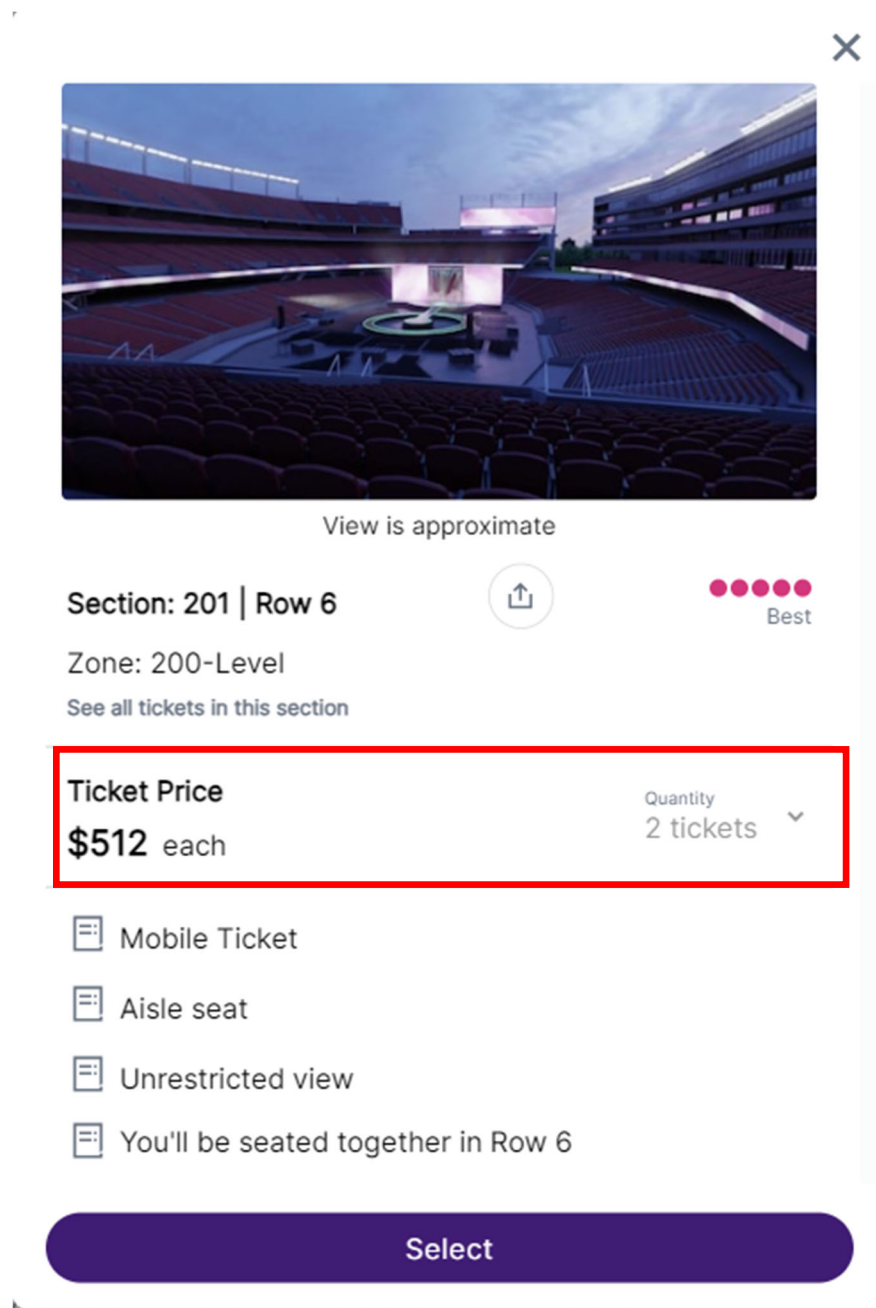 View is approximate
Section: 201 | Row 6
Best
Zone: 200-Level
See all tickets in this section
Ticket Price
Quantity
$512 each
2 tickets
Mobile Ticket
Aisle seat
Unrestricted view
You'll be seated together in Row 6
Select